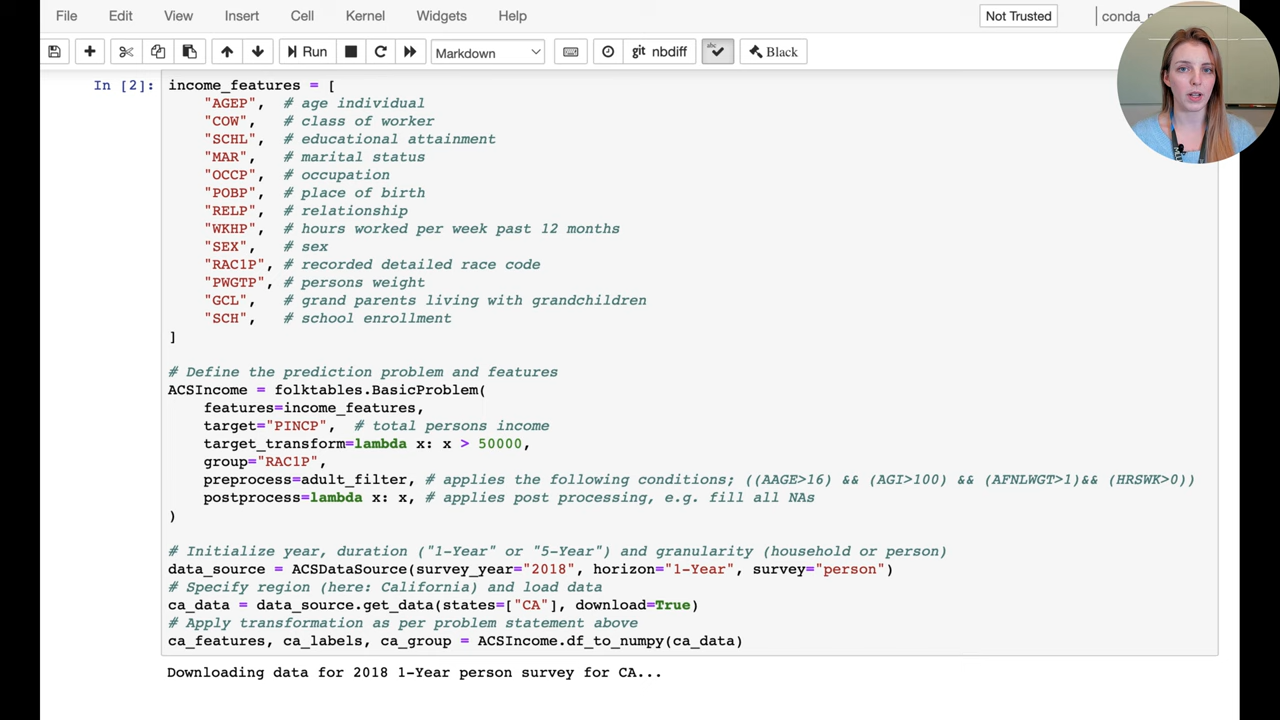 File Edit View Insert Cell Kernel Widgets Help Not Trusted
Run Markdown git nbdiff abc Black
In [2]: income_features = [
"AGEP", # age individual
"COW", # class of worker
"SCHL", # educational attainment
"MAR", # marital status
"OCCP", # occupation
"POBP", # place of birth
"RELP", # relationship
"WKHP", # hours worked per week past 12 months
"SEX", # sex
"RAC1P", # recorded detailed race code
"PWGTP", # persons weight
"GCL", # grand parents living with grandchildren
"SCH", # school enrollment
]
# Define the prediction problem and features
ACSIncome = folktables.BasicProblem(
features=income_features,
target="PINCP", # total persons income
target_transform=lambda x: x > 50000,
group="RAC1P",
preprocess=adult_filter, # applies the following conditions; ((AAGE>16) && (AGI>100) && (AFNLWGT>1)&& (HRSWK>0))
postprocess=lambda x: x, # applies post processing, e.g. fill all NAs
)
# Initialize year, duration ("1-Year" or "5-Year") and granularity (household or person)
data_source = ACSDataSource(survey_year="2018", horizon="1-Year", survey="person")
# Specify region (here: California) and load data
ca_data = data_source.get_data(states=["CA"], download=True)
# Apply transformation as per problem statement above
ca_features, ca_labels, ca_group = ACSIncome.df_to_numpy(ca_data)
Downloading data for 2018 1-Year person survey for CA...